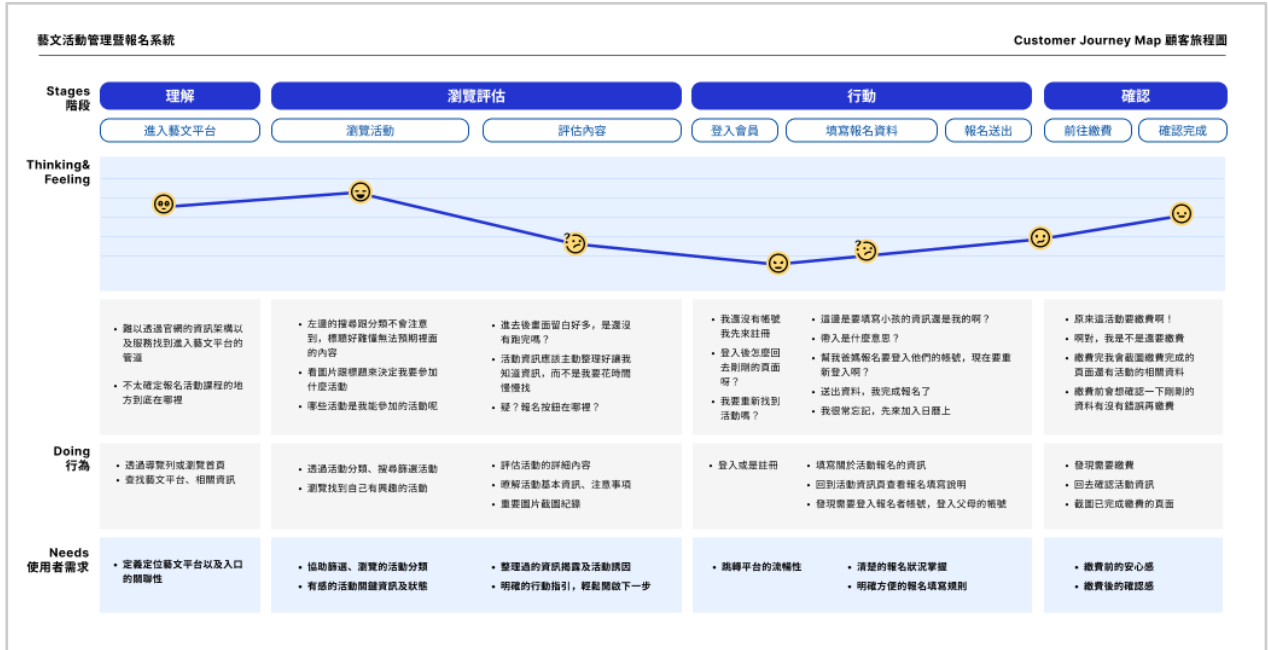 藝文活動管理暨報名系統
Customer Journey Map 顧客旅程圖
Stages
階段
理解
瀏覽評估
行動
確認
進入藝文平台
瀏覽活動
評估內容
登入會員
填寫報名資料
報名送出
前往繳費
確認完成
Thinking&
Feeling
• 難以透過官網的資訊架構以
及服務找到進入藝文平台的
管道
• 不太確定報名活動課程的地
方到底在哪裡
• 左邊的搜尋跟分類不會注意
到，標題好難懂無法預期裡面
的內容
• 看圖片跟標題來決定我要參加
什麼活動
• 哪些活動是我能參加的活動呢
• 進去後畫面留白好多，是還沒
有跑完嗎？
• 活動資訊應該主動整理好讓我
知道資訊，而不是我要花時間
慢慢找
• 疑？報名按鈕在哪裡？
• 我還沒有帳號
我先來註冊
• 登入後怎麼回
去剛剛的頁面
呀？
• 我要重新找到
活動嗎？
• 這邊是要填寫小孩的資訊還是我的啊？
• 帶入是什麼意思？
• 幫我爸媽報名要登入他們的帳號，現在要重
新登入啊？
• 送出資料，我完成報名了
• 我很常忘記，先來加入日曆上
• 原來這活動要繳費啊！
• 啊對，我是不是還要繳費
• 繳費完我會截圖繳費完成的
頁面還有活動的相關資料
• 繳費前會想確認一下剛剛的
資料有沒有錯誤再繳費
Doing
行為
• 透過導覽列或瀏覽首頁
• 查找藝文平台、相關資訊
• 透過活動分類、搜尋篩選活動
• 瀏覽找到自己有興趣的活動
• 評估活動的詳細內容
• 瞭解活動基本資訊、注意事項
• 重要圖片截圖紀錄
• 登入或是註冊
• 填寫關於活動報名的資訊
• 回到活動資訊頁查看報名填寫說明
• 發現需要登入報名者帳號，登入父母的帳號
• 發現需要繳費
• 回去確認活動資訊
• 截圖已完成繳費的頁面
Needs
使用者需求
• 定義定位藝文平台以及入口
的關聯性
• 協助篩選、瀏覽的活動分類
• 有感的活動關鍵資訊及狀態
• 整理過的資訊揭露及活動誘因
• 明確的行動指引，輕鬆開啟下一步
• 跳轉平台的流暢性
• 清楚的報名狀況掌握
• 明確方便的報名填寫規則
• 繳費前的安心感
• 繳費後的確認感